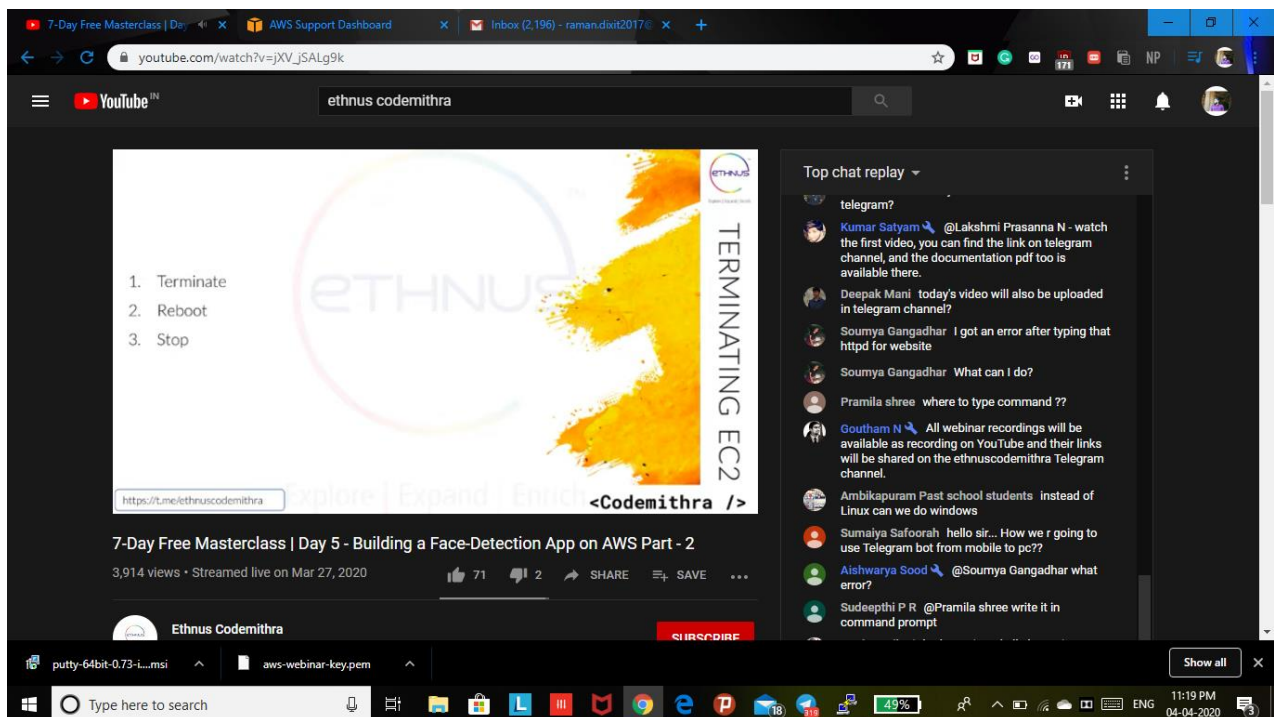 7-Day Free Masterclass | Day
AWS Support Dashboard
Inbox (2,196) - raman.dixit2017@
youtube.com/watch?v=jXV_jSALg9k
171
NP
YouTube IN
ethnus codemithra
Top chat replay
telegram?
Kumar Satyam @Lakshmi Prasanna N - watch
the first video, you can find the link on telegram
channel, and the documentation pdf too is
available there.
Deepak Mani today's video will also be uploaded
in telegram channel?
Soumya Gangadhar I got an error after typing that
httpd for website
Soumya Gangadhar What can I do?
Pramila shree where to type command ??
Goutham N All webinar recordings will be
available as recording on YouTube and their links
will be shared on the ethnuscodemithra Telegram
channel.
Ambikapuram Past school students instead of
Linux can we do windows
Sumaiya Safoorah hello sir... How we r going to
use Telegram bot from mobile to pc??
Aishwarya Sood @Soumya Gangadhar what
error?
Sudeepthi P R @Pramila shree write it in
command prompt
eTHNUS
TERMINATING EC2
eTHNUS
1. Terminate
2. Reboot
3. Stop
https://t.me/ethnuscodemithra
Explore | Expand | Enrich
<Codemithra />
7-Day Free Masterclass | Day 5 - Building a Face-Detection App on AWS Part - 2
3,914 views • Streamed live on Mar 27, 2020
71
2
SHARE
SAVE
Ethnus Codemithra
SUBSCRIBE
putty-64bit-0.73-i....msi
aws-webinar-key.pem
Show all
Type here to search
18
319
49%
ENG
11:19 PM
04-04-2020
3